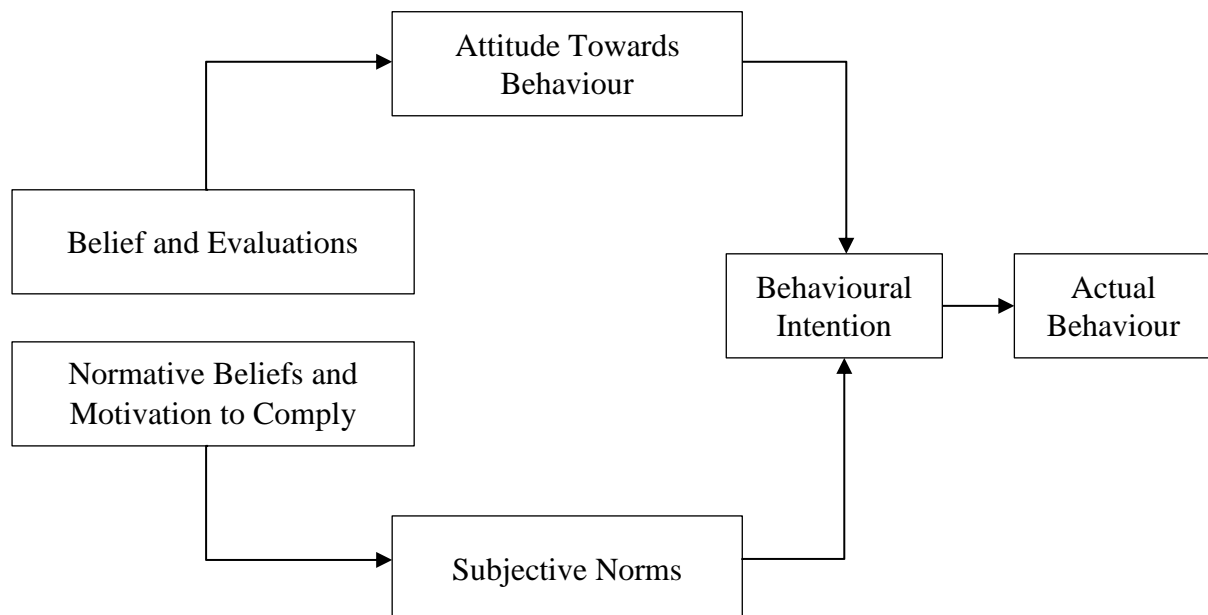 Attitude Towards
Behaviour
Belief and Evaluations
Behavioural
Intention
Actual
Behaviour
Normative Beliefs and
Motivation to Comply
Subjective Norms